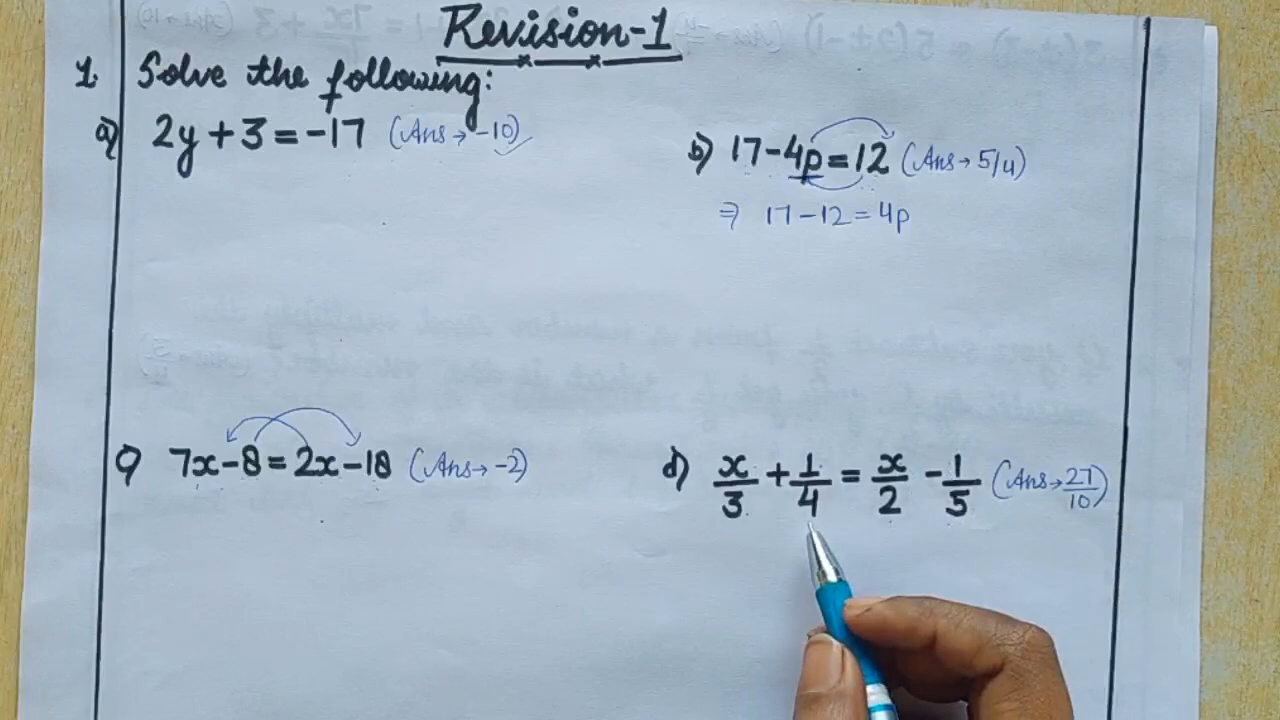 Revision-1
1. Solve the following:
a) 2y + 3 = -17 (Ans → -10)
b) 17 - 4p = 12 (Ans → 5/4)
⇒ 17 - 12 = 4p
c) 7x - 8 = 2x - 18 (Ans → -2)
d) x/3 + 1/4 = x/2 - 1/5 (Ans → 27/10)